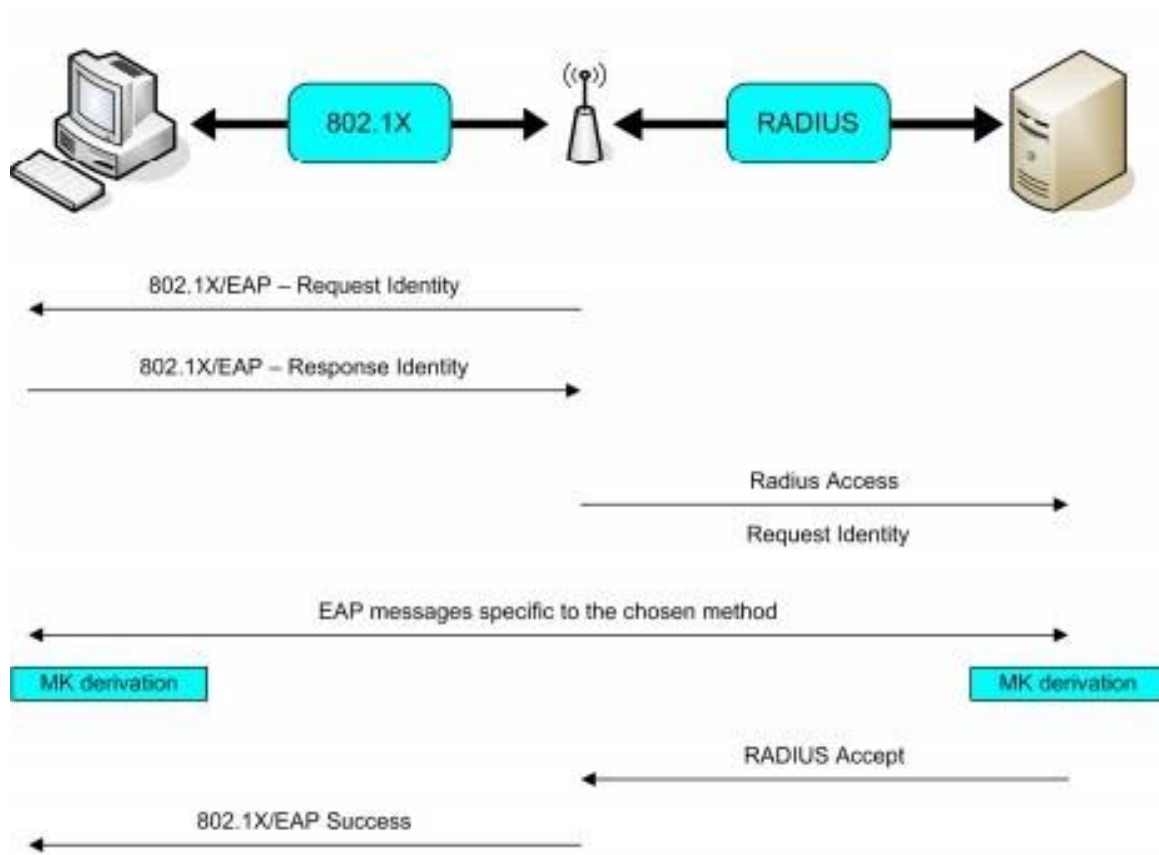 802.1X
RADIUS
802.1X/EAP – Request Identity
802.1X/EAP – Response Identity
Radius Access
Request Identity
EAP messages specific to the chosen method
MK derivation
MK derivation
RADIUS Accept
802.1X/EAP Success